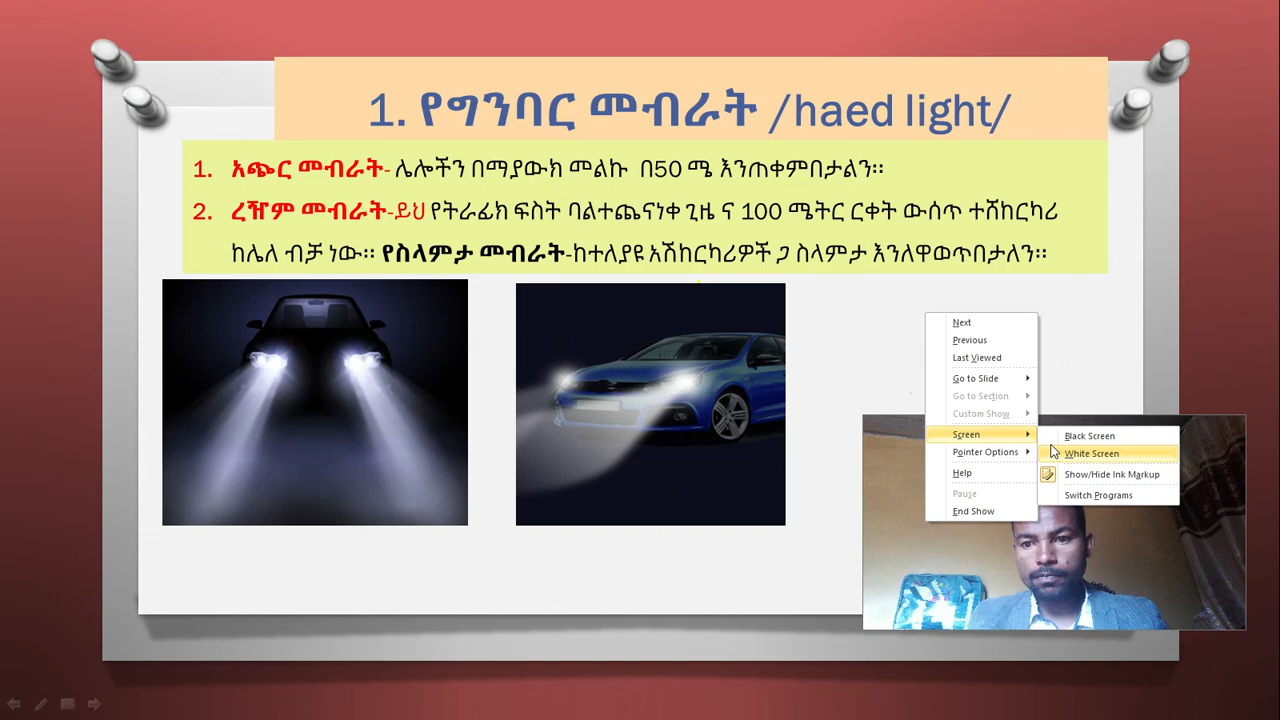 1. የግንባር መብራት /haed light/
1. አጭር መብራት- ሌሎችን በማያውክ መልኩ በ50 ሜ እንጠቀምበታልን፡፡
2. ረዥም መብራት-ይህ የትራፊክ ፍስት ባልተጨናነቀ ጊዜ ና 100 ሜትር ርቀት ውሰጥ ተሸከርካሪ
ከሌለ ብቻ ነው፡፡ የስላምታ መብራት-ከተለያዩ አሽከርካሪዎች ጋ ስላምታ እንለዋወጥበታለን፡፡
Next
Previous
Last Viewed
Go to Slide
Go to Section
Custom Show
Screen
Pointer Options
Help
Pause
End Show
Black Screen
White Screen
Show/Hide Ink Markup
Switch Programs